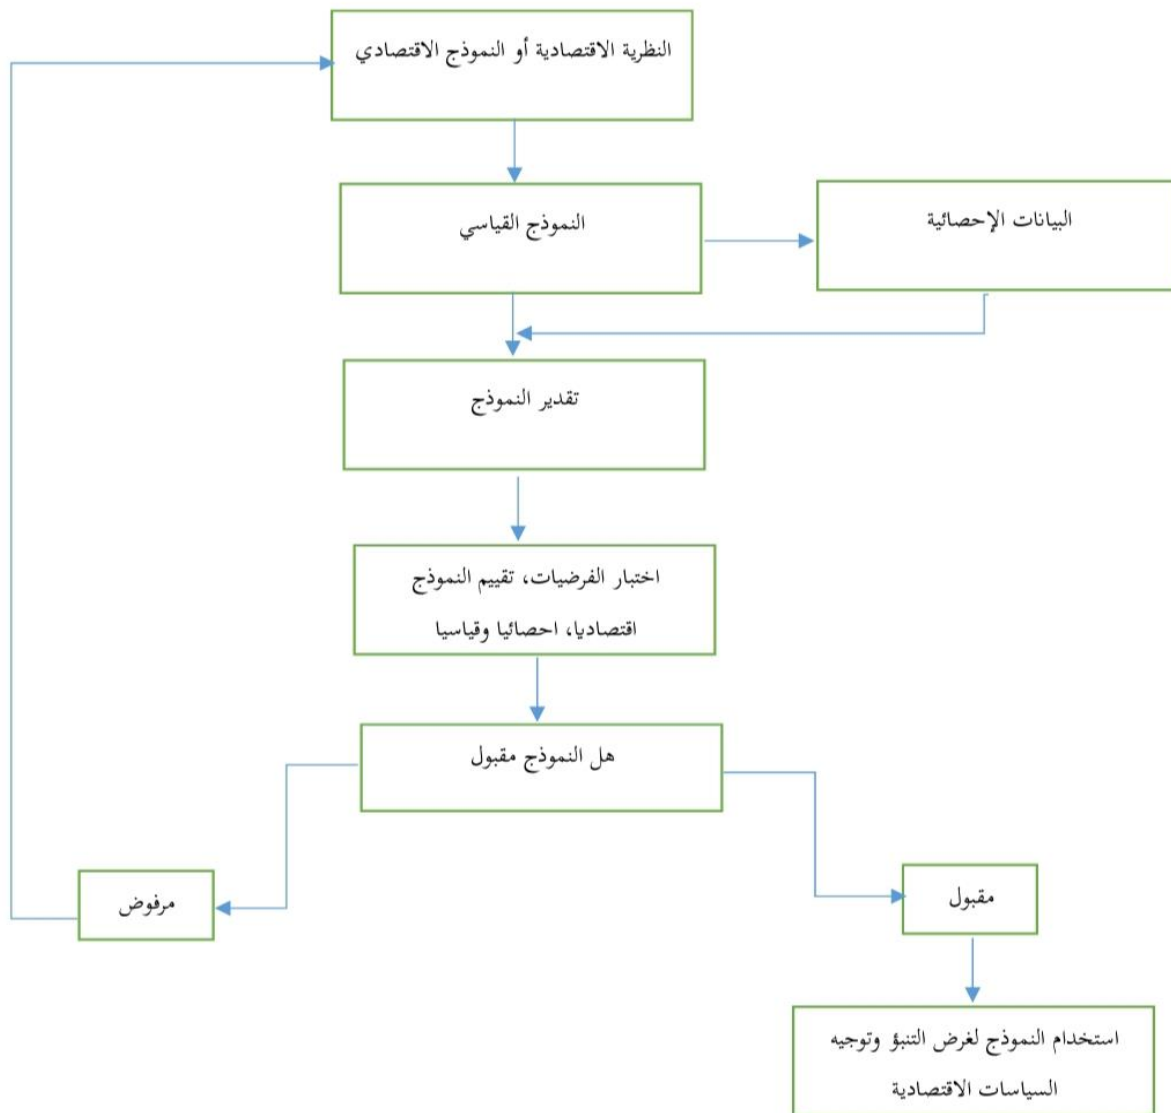 النظرية الاقتصادية أو النموذج الاقتصادي
النموذج القياسي
البيانات الإحصائية
تقدير النموذج
اختبار الفرضيات، تقييم النموذج
اقتصاديا، احصائيا وقياسيا
هل النموذج مقبول
مقبول
مرفوض
استخدام النموذج لغرض التنبؤ وتوجيه
السياسات الاقتصادية